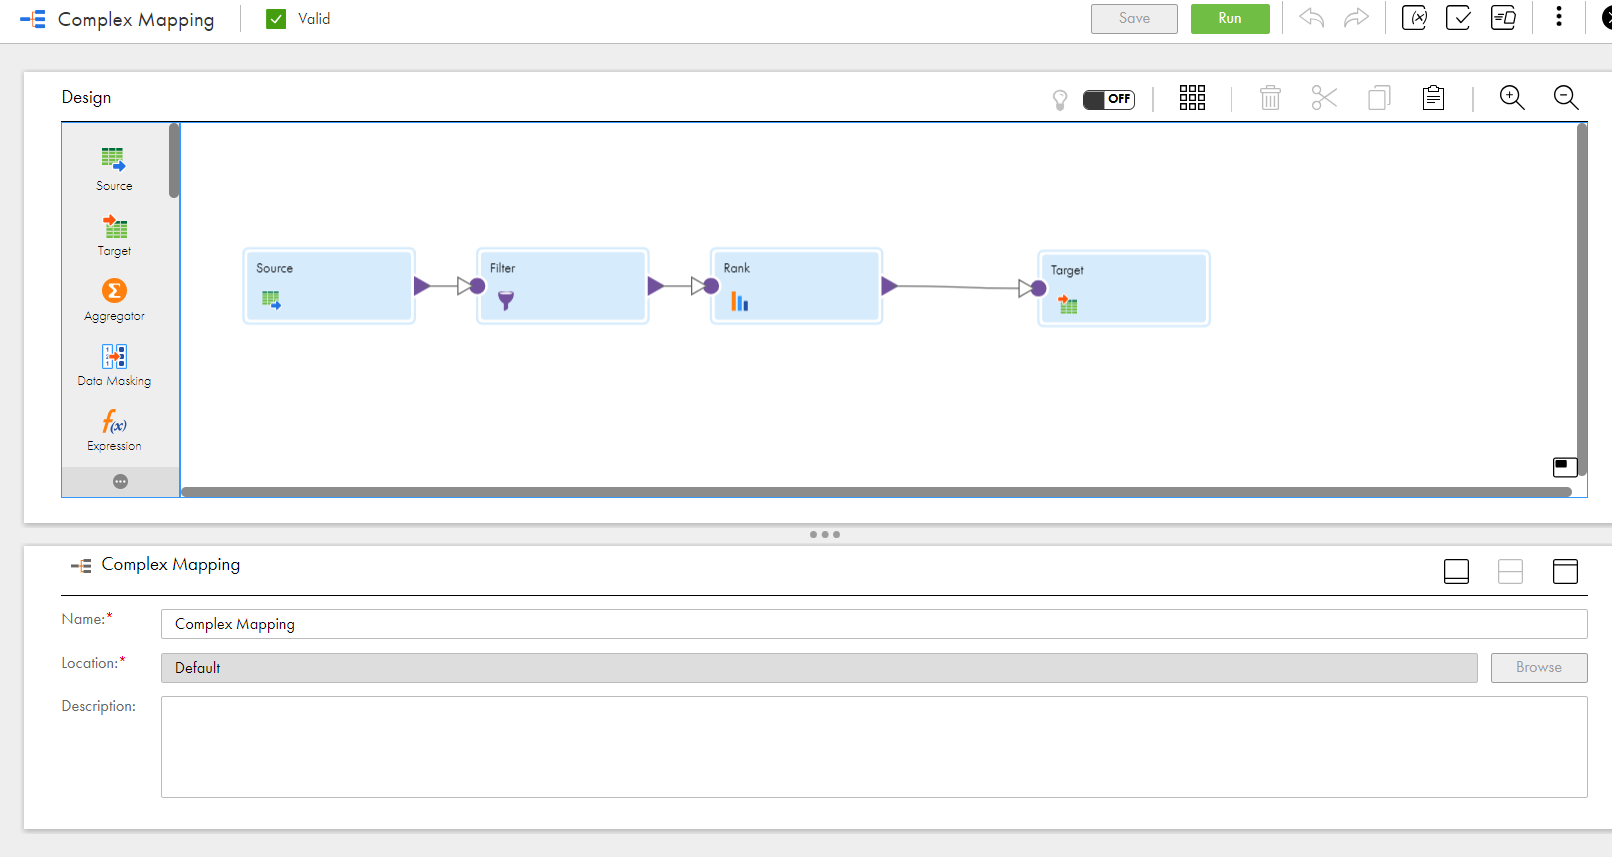 Complex Mapping
Valid
Save
Run
(x)
Design
OFF
Source
Target
Aggregator
Data Masking
f(x)
Expression
Source
Filter
Rank
Target
Complex Mapping
Name:*
Complex Mapping
Location:*
Default
Browse
Description: